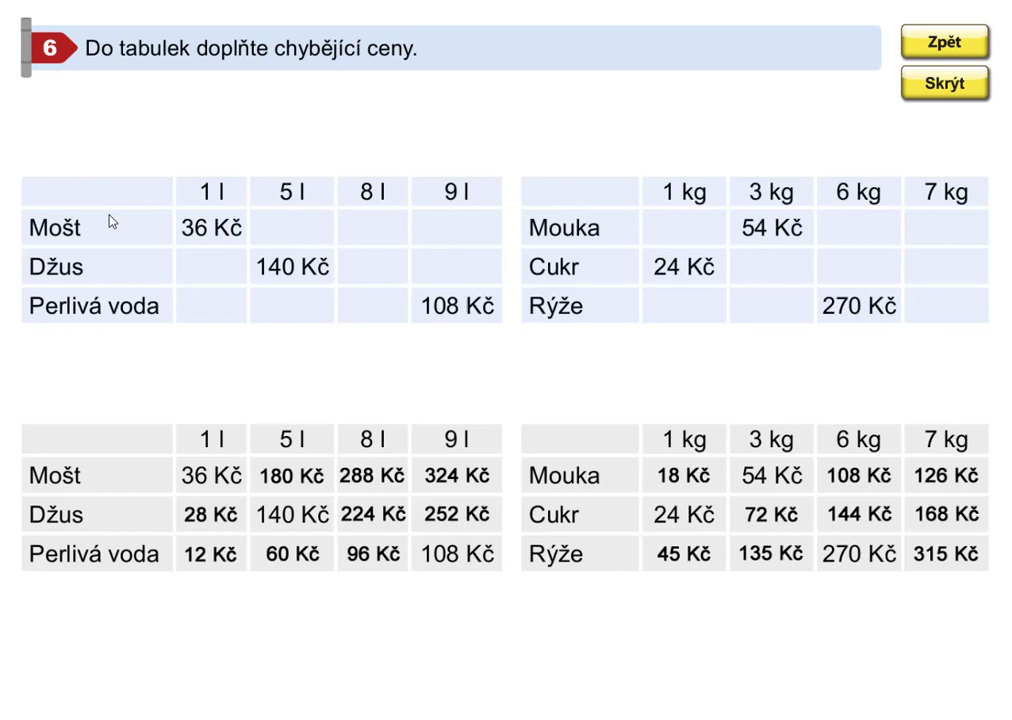 6 Do tabulek doplňte chybějící ceny.
Zpět
Skrýt
1 l 5 l 8 l 9 l
Mošt 36 Kč
Džus 140 Kč
Perlivá voda 108 Kč
1 kg 3 kg 6 kg 7 kg
Mouka 54 Kč
Cukr 24 Kč
Rýže 270 Kč
1 l 5 l 8 l 9 l
Mošt 36 Kč 180 Kč 288 Kč 324 Kč
Džus 28 Kč 140 Kč 224 Kč 252 Kč
Perlivá voda 12 Kč 60 Kč 96 Kč 108 Kč
1 kg 3 kg 6 kg 7 kg
Mouka 18 Kč 54 Kč 108 Kč 126 Kč
Cukr 24 Kč 72 Kč 144 Kč 168 Kč
Rýže 45 Kč 135 Kč 270 Kč 315 Kč